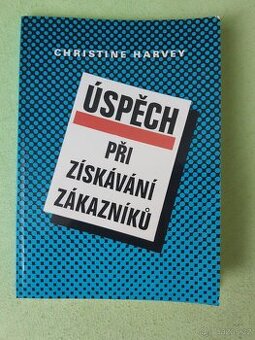 CHRISTINE HARVEY
ÚSPĚCH
PŘI
ZÍSKÁVÁNÍ
ZÁKAZNÍKŮ